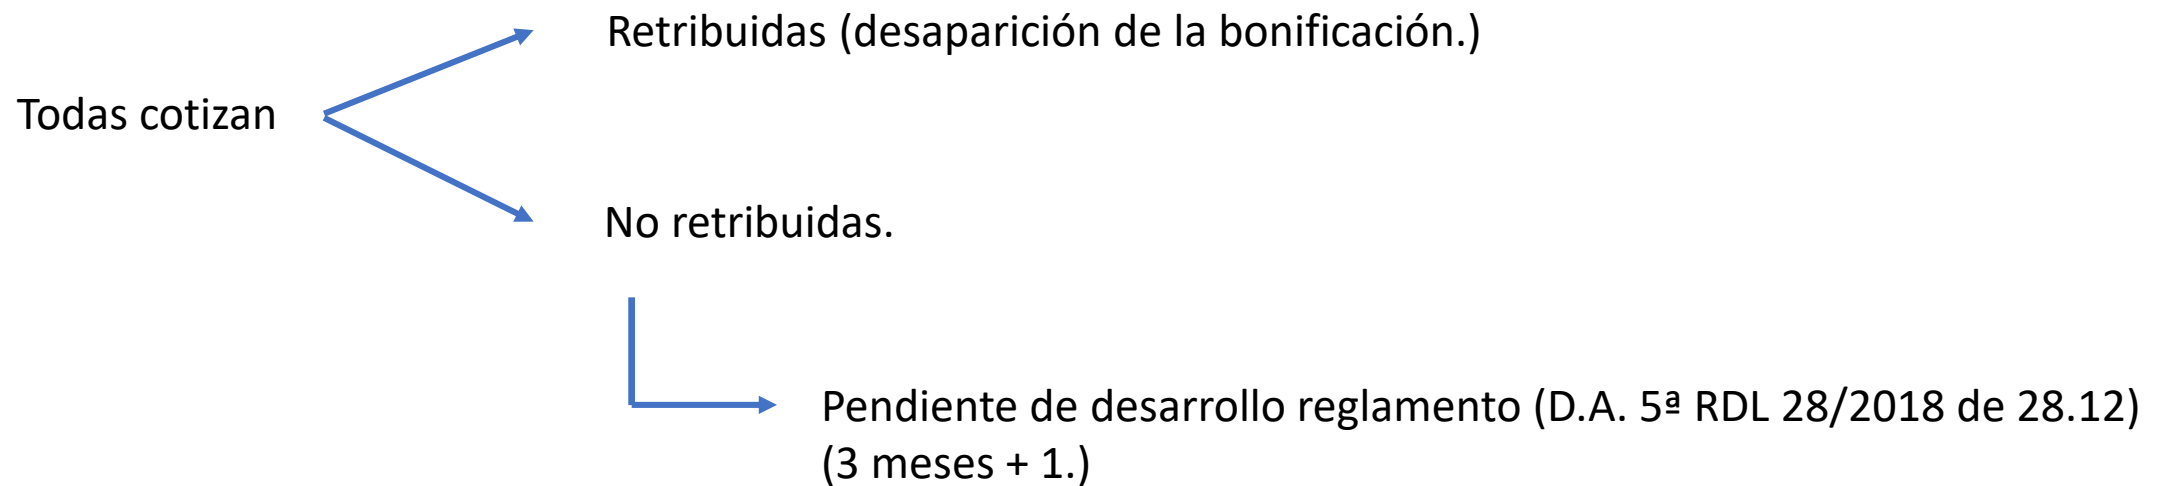 Retribuidas (desaparición de la bonificación.)
Todas cotizan
No retribuidas.
Pendiente de desarrollo reglamento (D.A. 5ª RDL 28/2018 de 28.12)
(3 meses + 1.)